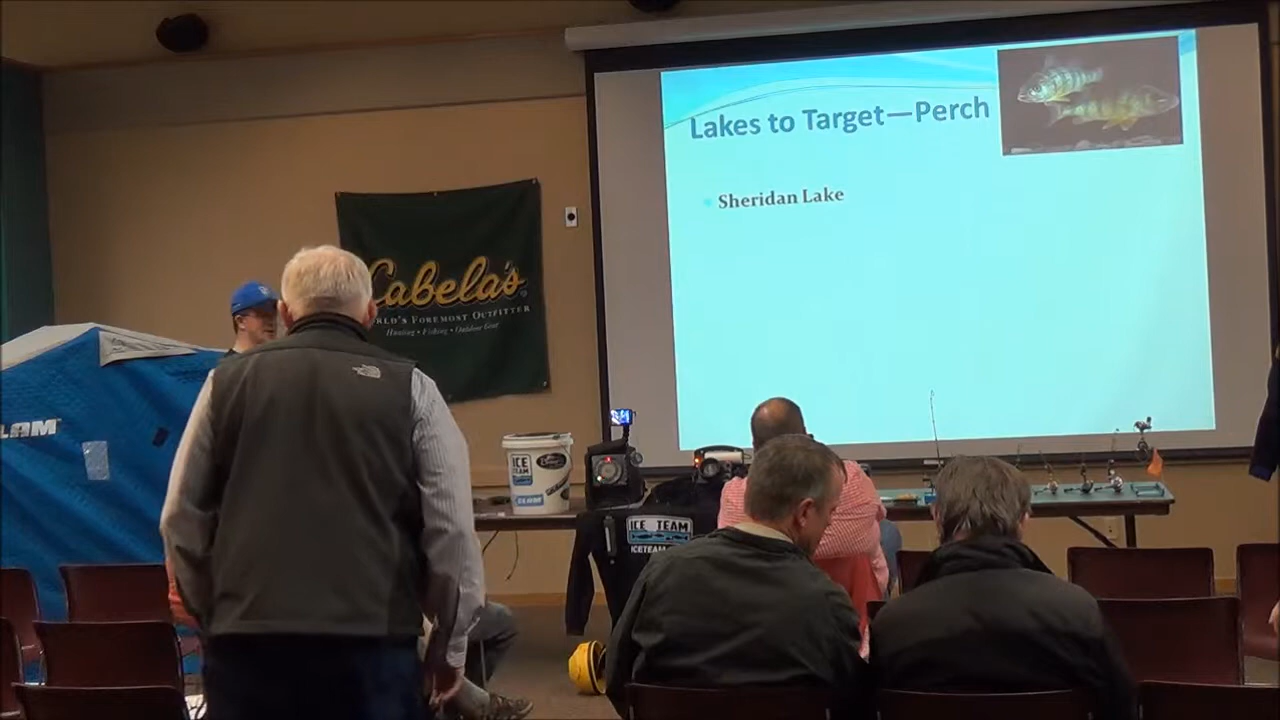 Lakes to Target—Perch
Sheridan Lake
Cabela's
WORLD'S FOREMOST OUTFITTER
Hunting • Fishing • Outdoor Gear
ICE
TEAM
CLAM
ICE TEAM
ICETEAM